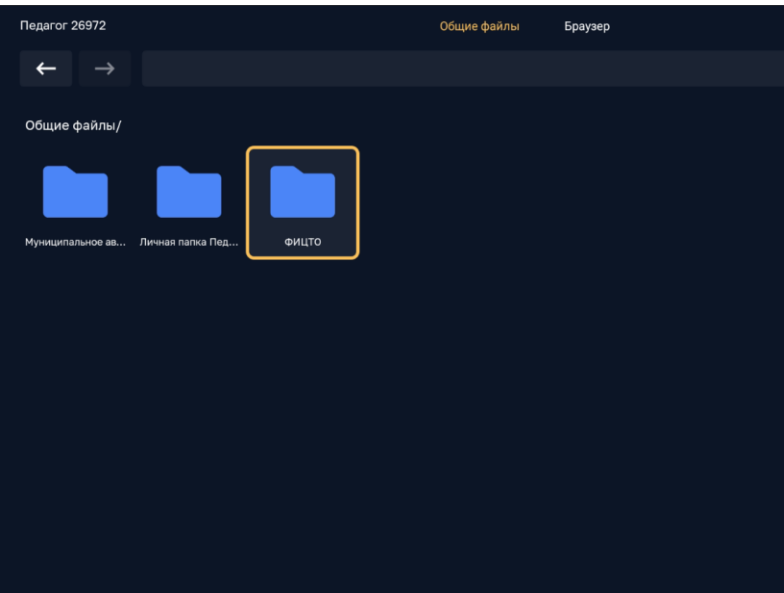 Педагог 26972 Общие файлы Браузер
Общие файлы/
Муниципальное ав... Личная папка Пед... ФИЦТО